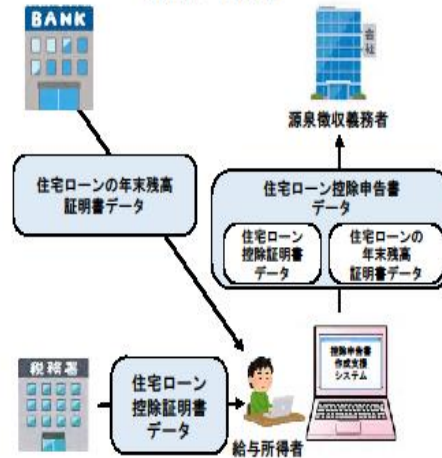 BANK
会社
源泉徴収義務者
住宅ローンの年末残高
証明書データ
住宅ローン控除申告書
データ
住宅ローン
控除証明書
データ
住宅ローンの
年末残高
証明書データ
税務署
住宅ローン
控除証明書
データ
控除申告書
作成支援
システム
給与所得者